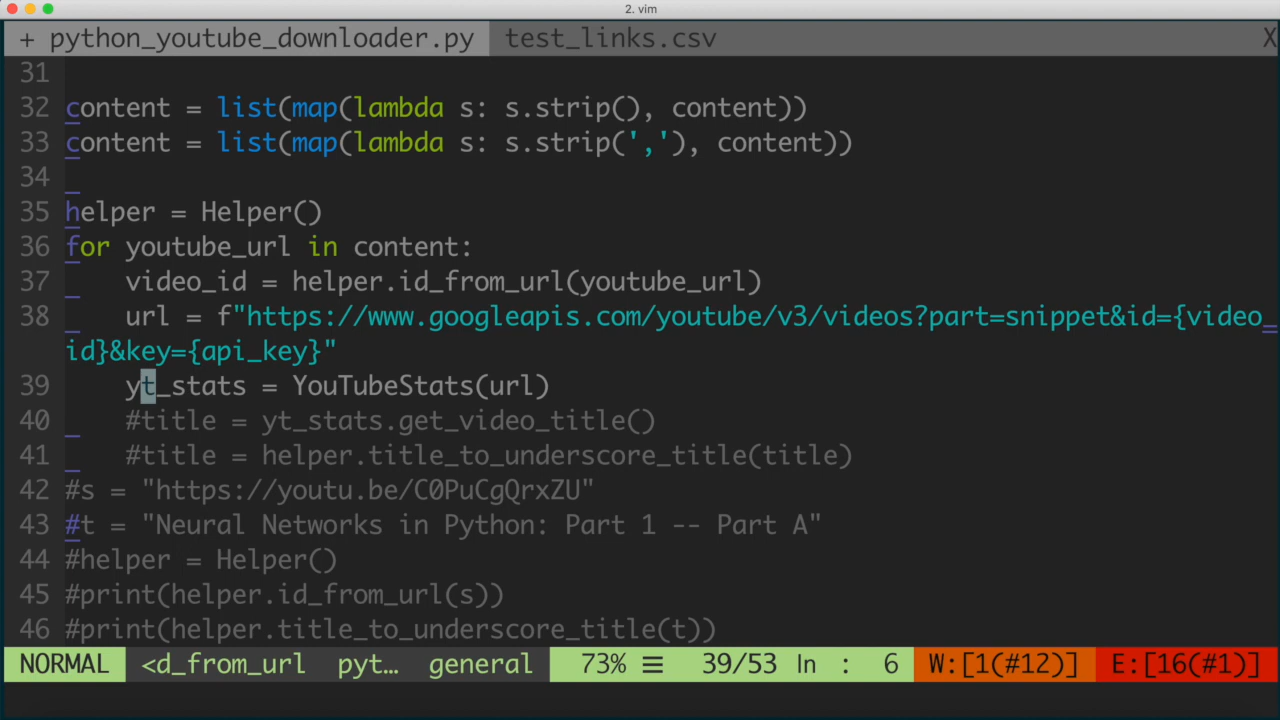 2. vim
+ python_youtube_downloader.py test_links.csv X
31
32 content = list(map(lambda s: s.strip(), content))
33 content = list(map(lambda s: s.strip(','), content))
34
35 helper = Helper()
36 for youtube_url in content:
37 video_id = helper.id_from_url(youtube_url)
38 url = f"https://www.googleapis.com/youtube/v3/videos?part=snippet&id={video_
id}&key={api_key}"
39 yt_stats = YouTubeStats(url)
40 #title = yt_stats.get_video_title()
41 #title = helper.title_to_underscore_title(title)
42 #s = "https://youtu.be/C0PuCgQrxZU"
43 #t = "Neural Networks in Python: Part 1 -- Part A"
44 #helper = Helper()
45 #print(helper.id_from_url(s))
46 #print(helper.title_to_underscore_title(t))
NORMAL <d_from_url pyt… general 73% ≡ 39/53 ln : 6 W:[1(#12)] E:[16(#1)]